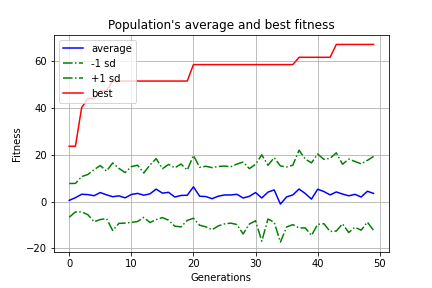 Population's average and best fitness
average
-1 sd
+1 sd
best
Fitness
60
40
20
0
−20
0
10
20
30
40
50
Generations